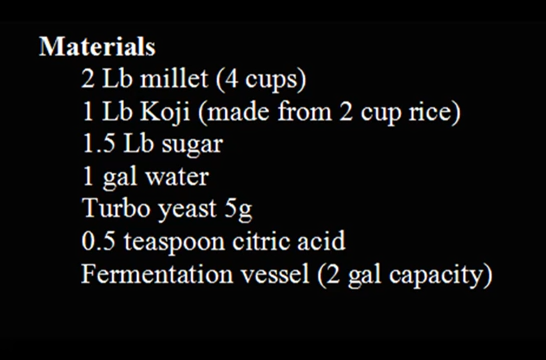 Materials
2 Lb millet (4 cups)
1 Lb Koji (made from 2 cup rice)
1.5 Lb sugar
1 gal water
Turbo yeast 5g
0.5 teaspoon citric acid
Fermentation vessel (2 gal capacity)